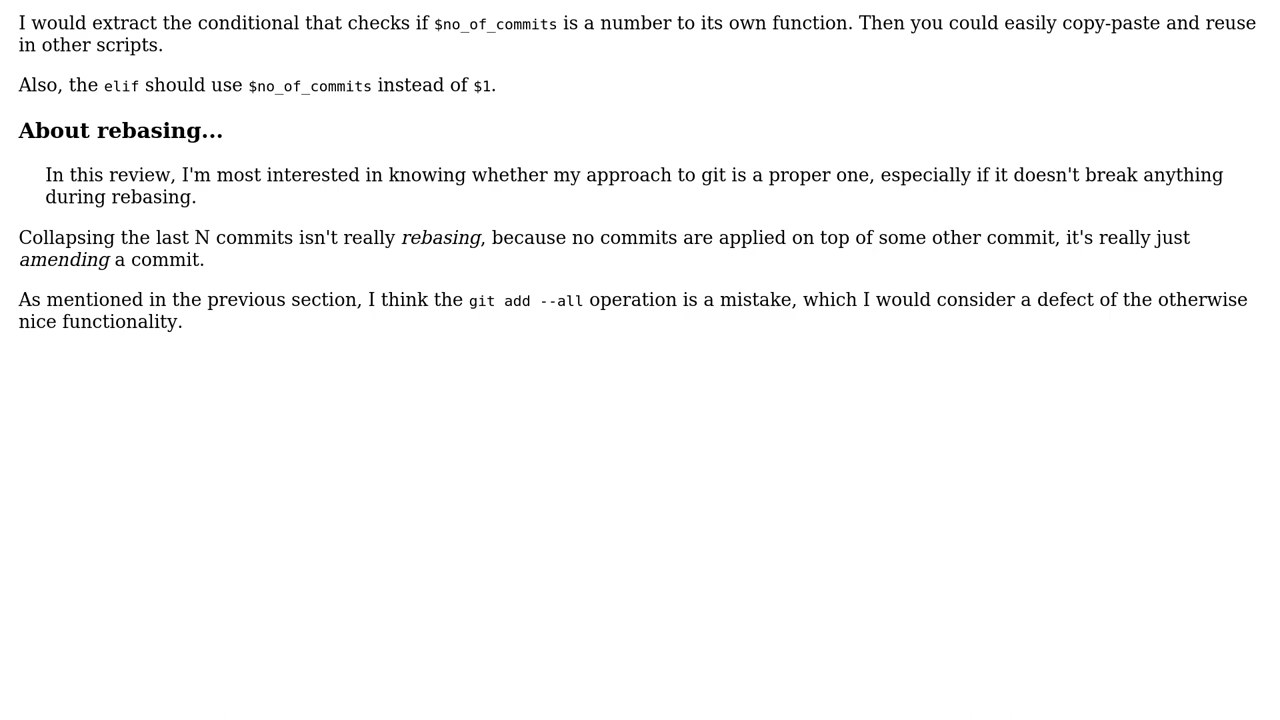 I would extract the conditional that checks if $no_of_commits is a number to its own function. Then you could easily copy-paste and reuse
in other scripts.
Also, the elif should use $no_of_commits instead of $1.
About rebasing...
In this review, I'm most interested in knowing whether my approach to git is a proper one, especially if it doesn't break anything
during rebasing.
Collapsing the last N commits isn't really rebasing, because no commits are applied on top of some other commit, it's really just
amending a commit.
As mentioned in the previous section, I think the git add --all operation is a mistake, which I would consider a defect of the otherwise
nice functionality.